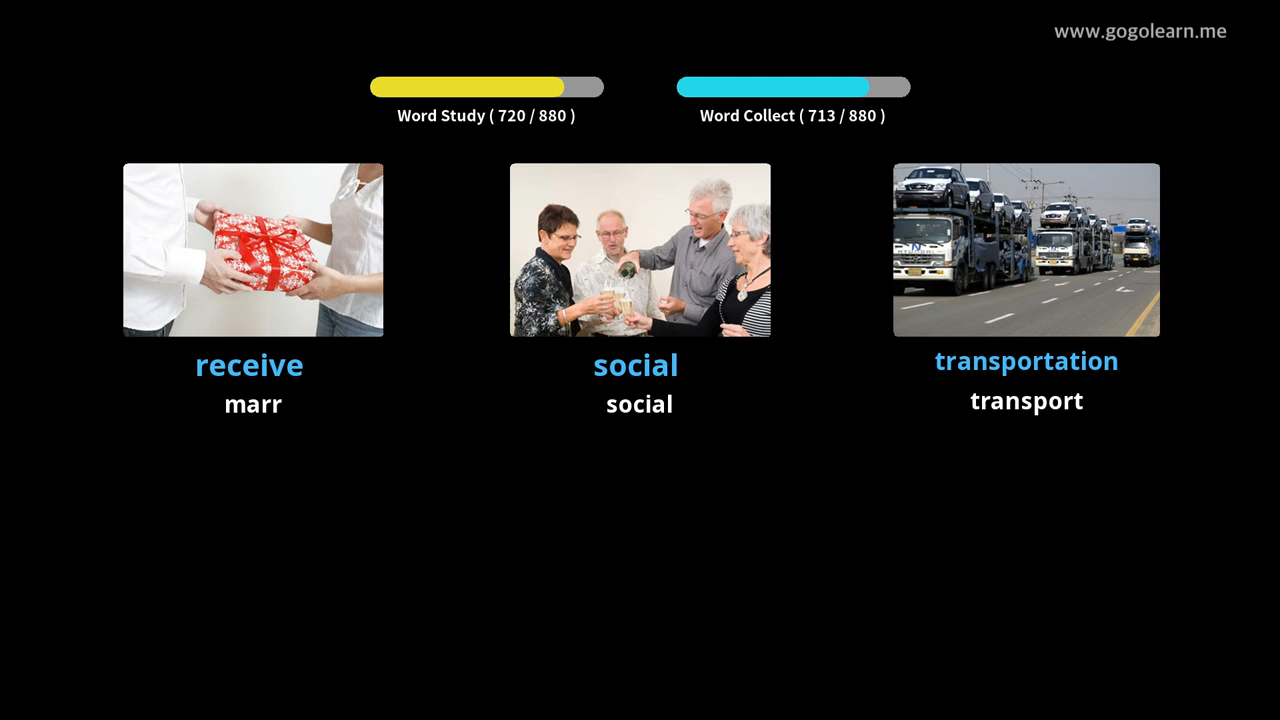 www.gogolearn.me
Word Study ( 720 / 880 )
Word Collect ( 713 / 880 )
receive
marr
social
social
transportation
transport